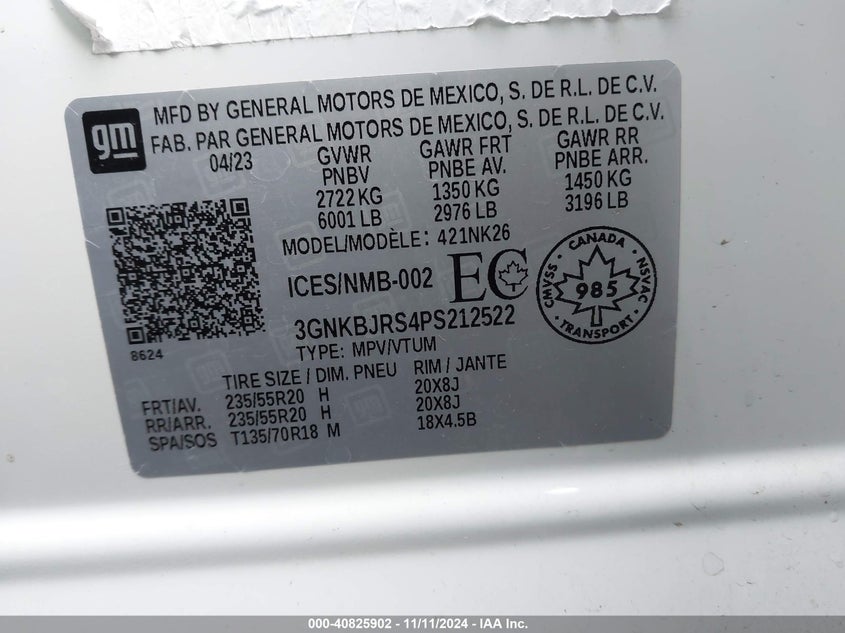 gm
MFD BY GENERAL MOTORS DE MEXICO, S. DE R.L. DE C.V.
FAB. PAR GENERAL MOTORS DE MEXICO, S. DE R.L. DE C.V.
04/23 GVWR GAWR FRT GAWR RR
PNBV PNBE AV. PNBE ARR.
2722 KG 1350 KG 1450 KG
6001 LB 2976 LB 3196 LB
MODEL/MODÈLE: 421NK26
ICES/NMB-002 EC
CANADA
CMVSS 985 NSVAC
TRANSPORT
3GNKBJRS4PS212522
8624
TYPE: MPV/VTUM
TIRE SIZE / DIM. PNEU RIM / JANTE
FRT/AV. 235/55R20 H 20X8J
RR/ARR. 235/55R20 H 20X8J
SPA/SOS T135/70R18 M 18X4.5B
000-40825902 - 11/11/2024 - IAA Inc.